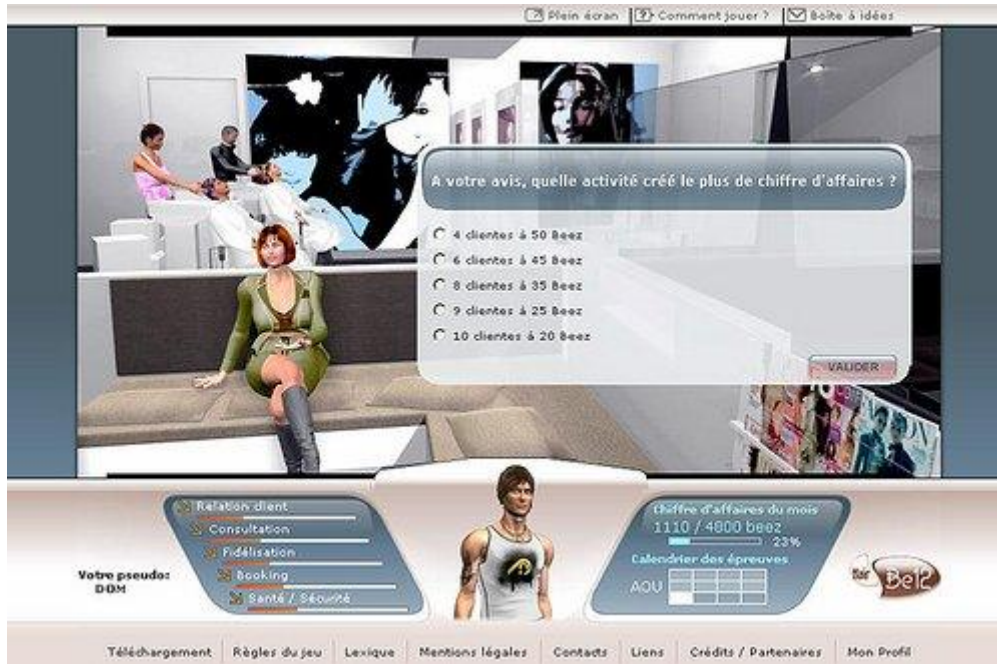 Plein écran
Comment jouer ?
Boîte à idées
A votre avis, quelle activité créé le plus de chiffre d'affaires ?
4 clientes à 50 Beez
6 clientes à 45 Beez
8 clientes à 35 Beez
9 clientes à 25 Beez
10 clientes à 20 Beez
VALIDER
Relation client
Consultation
Fidélisation
Booking
Santé / Sécurité
Votre pseudo:
DOM
Chiffre d'affaires du mois
1110 / 4800 beez
23%
Calendrier des épreuves
AOU
Hair Be12
Téléchargement
Règles du jeu
Lexique
Mentions légales
Contacts
Liens
Crédits / Partenaires
Mon Profil